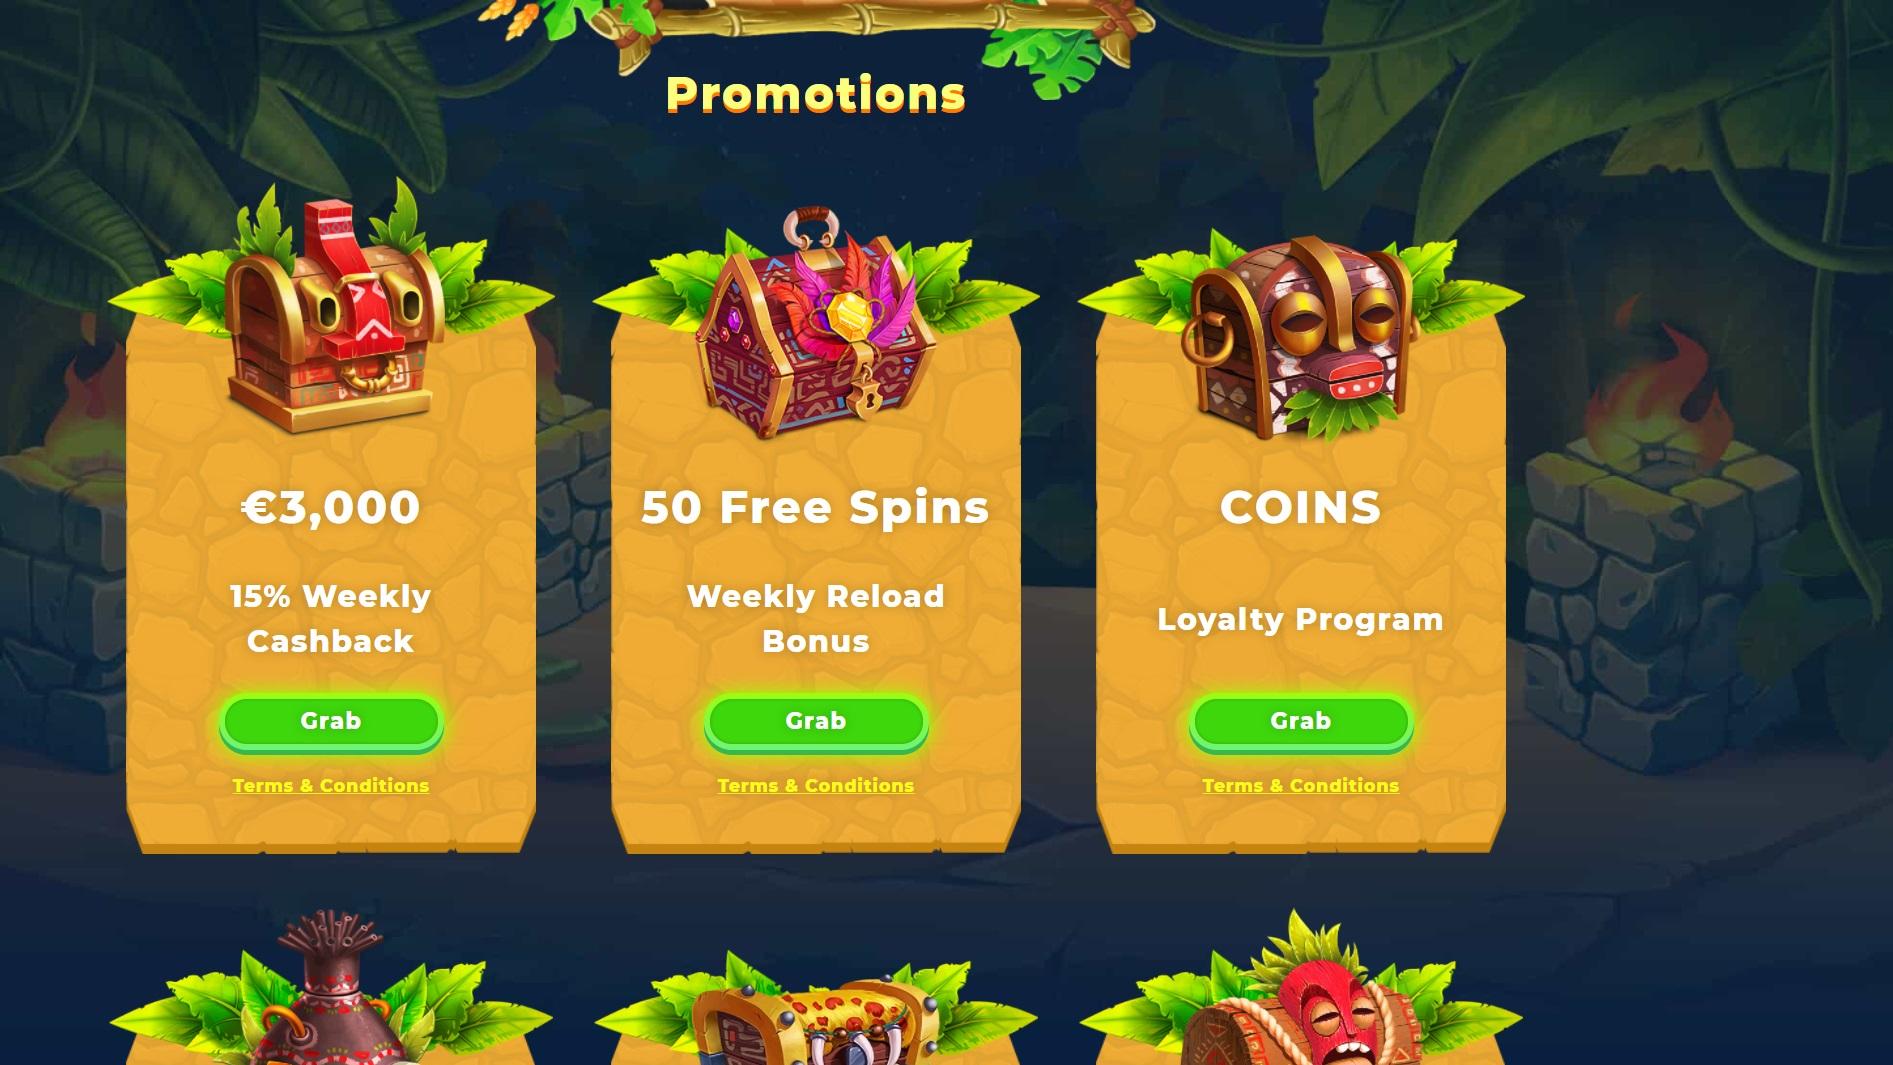 Promotions
€3,000
15% Weekly
Cashback
Grab
Terms & Conditions
50 Free Spins
Weekly Reload
Bonus
Grab
Terms & Conditions
COINS
Loyalty Program
Grab
Terms & Conditions